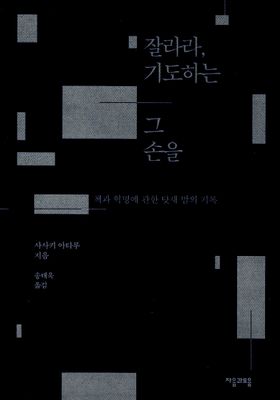 잘라라,
기도하는
그
손을
책과 혁명에 관한 닷새 밤의 기록
사사키 아타루
지음
송태욱
옮김
자음과모음